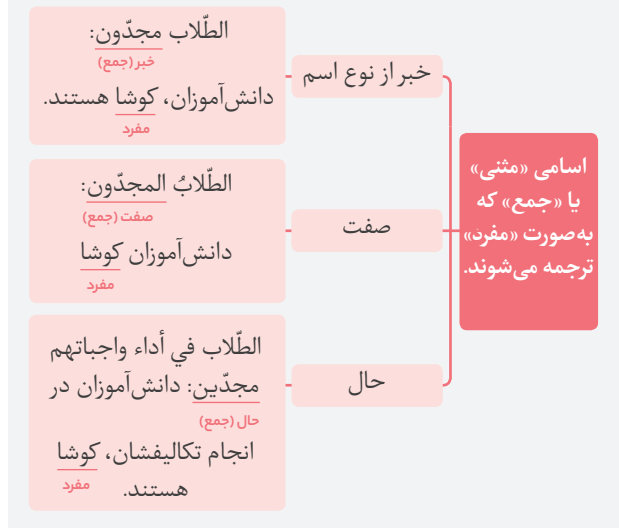 اسامی «مثنی»
یا «جمع» که
به‌صورت «مفرد»
ترجمه می‌شوند.
خبر از نوع اسم
الطّلاب مجدّون:
خبر (جمع)
دانش‌آموزان، کوشا هستند.
مفرد
صفت
الطّلابُ المجدّون:
صفت (جمع)
دانش‌آموزان کوشا
مفرد
حال
الطّلاب في أداء واجباتهم
مجدّین: دانش‌آموزان در
حال (جمع)
انجام تکالیفشان، کوشا
مفرد
هستند.